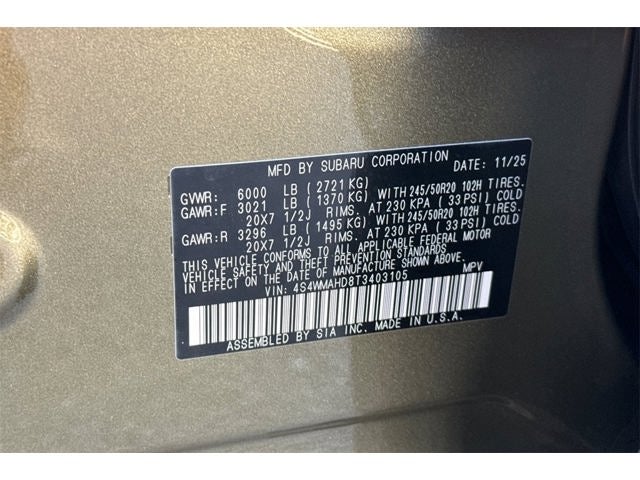 MFD BY SUBARU CORPORATION DATE: 11/25
GVWR: 6000 LB ( 2721 KG)
GAWR:F 3021 LB ( 1370 KG) WITH 245/50R20 102H TIRES.
20X7 1/2J RIMS. AT 230 KPA ( 33 PSI) COLD
GAWR:R 3296 LB ( 1495 KG) WITH 245/50R20 102H TIRES.
20X7 1/2J RIMS. AT 230 KPA ( 33 PSI) COLD
THIS VEHICLE CONFORMS TO ALL APPLICABLE FEDERAL MOTOR
VEHICLE SAFETY, BUMPER, AND THEFT PREVENTION STANDARDS
IN EFFECT ON THE DATE OF MANUFACTURE SHOWN ABOVE.
VIN: 4S4WMAHD8T3403105 MPV
ASSEMBLED BY SIA INC. MADE IN U.S.A.